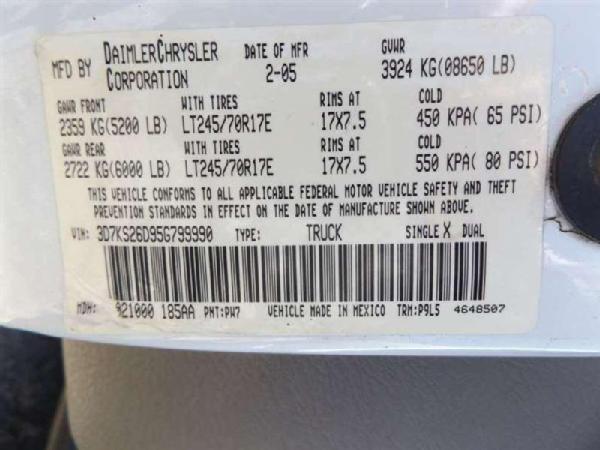 MFD BY DAIMLERCHRYSLER CORPORATION DATE OF MFR 2-05 GVWR 3924 KG(08650 LB)
GAWR FRONT WITH TIRES RIMS AT COLD
2359 KG(5200 LB) LT245/70R17E 17X7.5 450 KPA( 65 PSI)
GAWR REAR WITH TIRES RIMS AT COLD
2722 KG(6000 LB) LT245/70R17E 17X7.5 550 KPA( 80 PSI)
THIS VEHICLE CONFORMS TO ALL APPLICABLE FEDERAL MOTOR VEHICLE SAFETY AND THEFT
PREVENTION STANDARDS IN EFFECT ON THE DATE OF MANUFACTURE SHOWN ABOVE.
VIN: 3D7KS26D956799990 TYPE: TRUCK SINGLE X DUAL
MDH: 021000 185AA PNT:PW7 VEHICLE MADE IN MEXICO TRM:P9L5 4648507